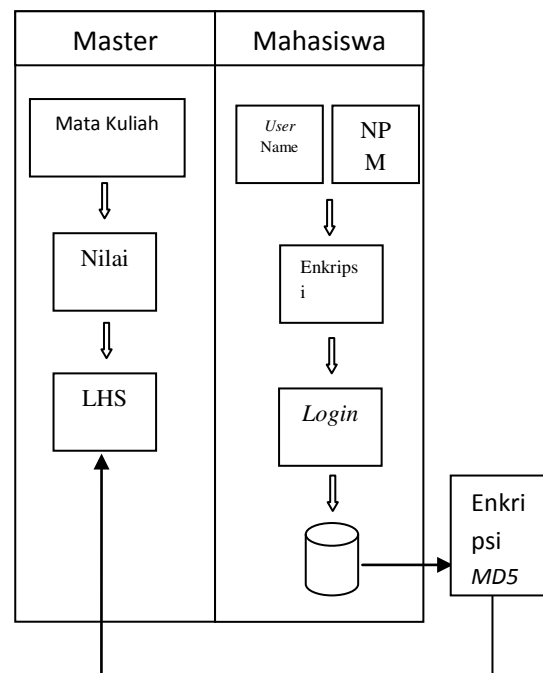 Master
Mahasiswa
Mata Kuliah
Nilai
LHS
User
Name
NP
M
Enkrips
i
Login
Enkri
psi
MD5